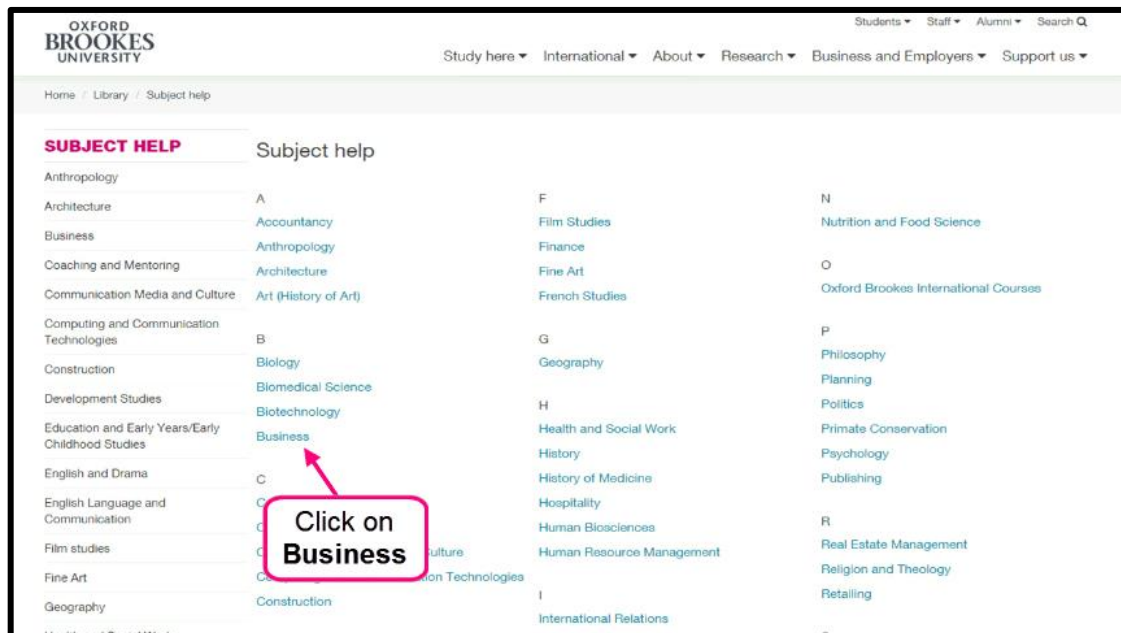 OXFORD
BROOKES
UNIVERSITY
Students Staff Alumni Search
Study here International About Research Business and Employers Support us
Home / Library / Subject help
SUBJECT HELP
Anthropology
Architecture
Business
Coaching and Mentoring
Communication Media and Culture
Computing and Communication
Technologies
Construction
Development Studies
Education and Early Years/Early
Childhood Studies
English and Drama
English Language and
Communication
Film studies
Fine Art
Geography
Subject help
A
Accountancy
Anthropology
Architecture
Art (History of Art)
B
Biology
Biomedical Science
Biotechnology
Business
C
Click on
Business
Construction
F
Film Studies
Finance
Fine Art
French Studies
G
Geography
H
Health and Social Work
History
History of Medicine
Hospitality
Human Biosciences
Human Resource Management
I
International Relations
N
Nutrition and Food Science
O
Oxford Brookes International Courses
P
Philosophy
Planning
Politics
Primate Conservation
Psychology
Publishing
R
Real Estate Management
Religion and Theology
Retailing